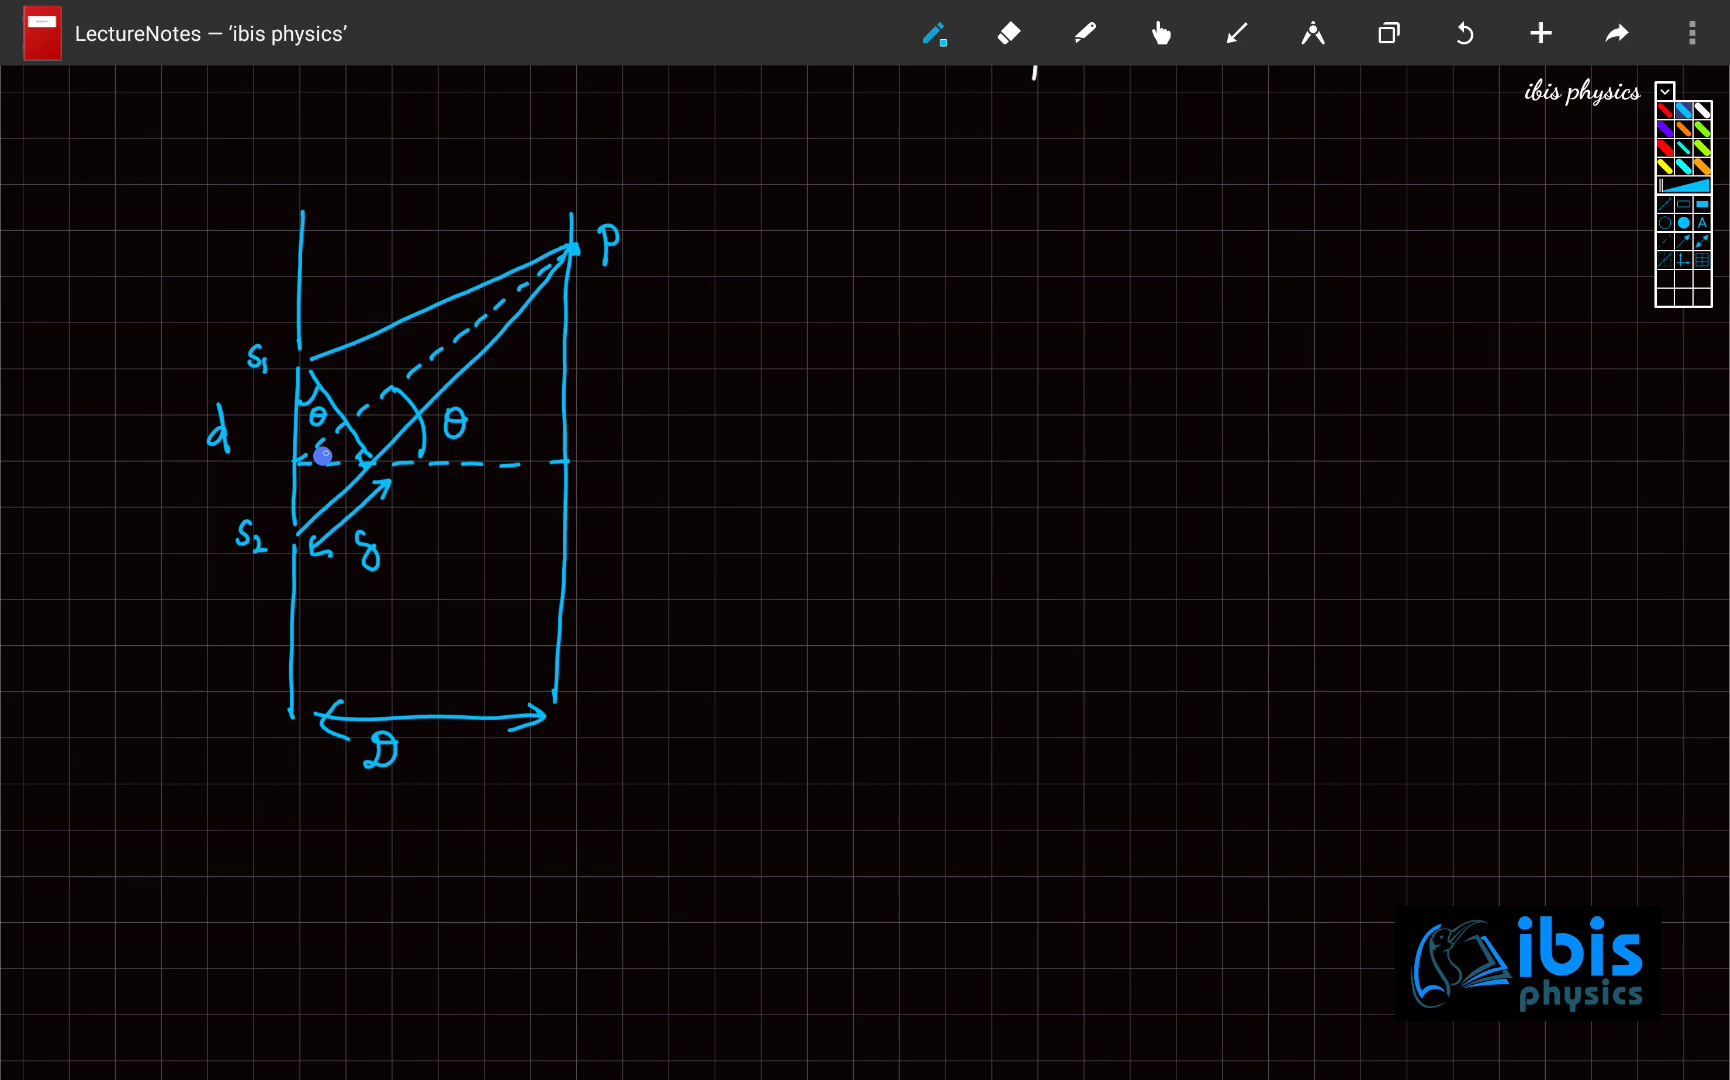 LectureNotes — ‘ibis physics’
ibis physics
A
P
S₁
θ
θ
d
S₂
δ
D
ibis
physics